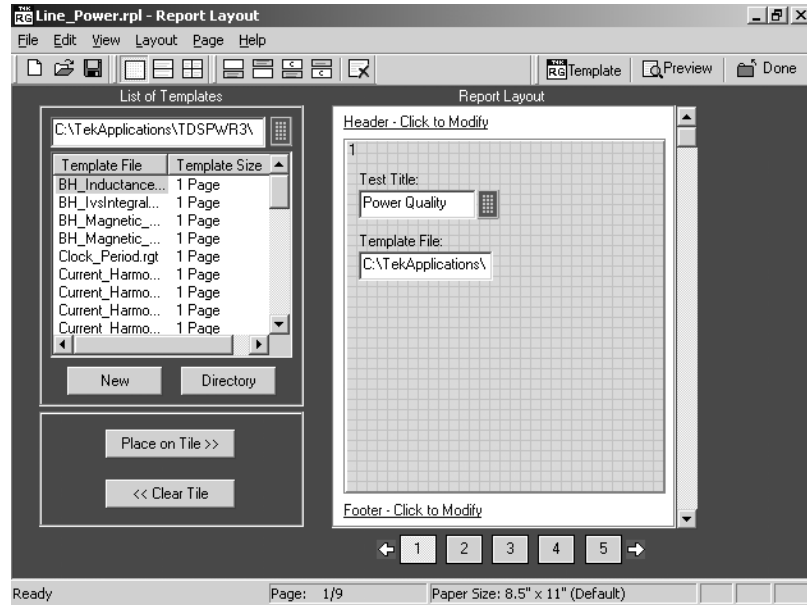 Line_Power.rpl - Report Layout
File Edit View Layout Page Help
Template Preview Done
List of Templates
C:\TekApplications\TDSPWR3\
Template File Template Size
BH_Inductance... 1 Page
BH_IvsIntegral... 1 Page
BH_Magnetic_... 1 Page
BH_Magnetic_... 1 Page
Clock_Period.rgt 1 Page
Current_Harmo... 1 Page
Current_Harmo... 1 Page
Current_Harmo... 1 Page
Current Harmo... 1 Page
New Directory
Place on Tile >>
<< Clear Tile
Report Layout
Header - Click to Modify
1
Test Title:
Power Quality
Template File:
C:\TekApplications\
Footer - Click to Modify
1 2 3 4 5
Ready Page: 1/9 Paper Size: 8.5" x 11" (Default)